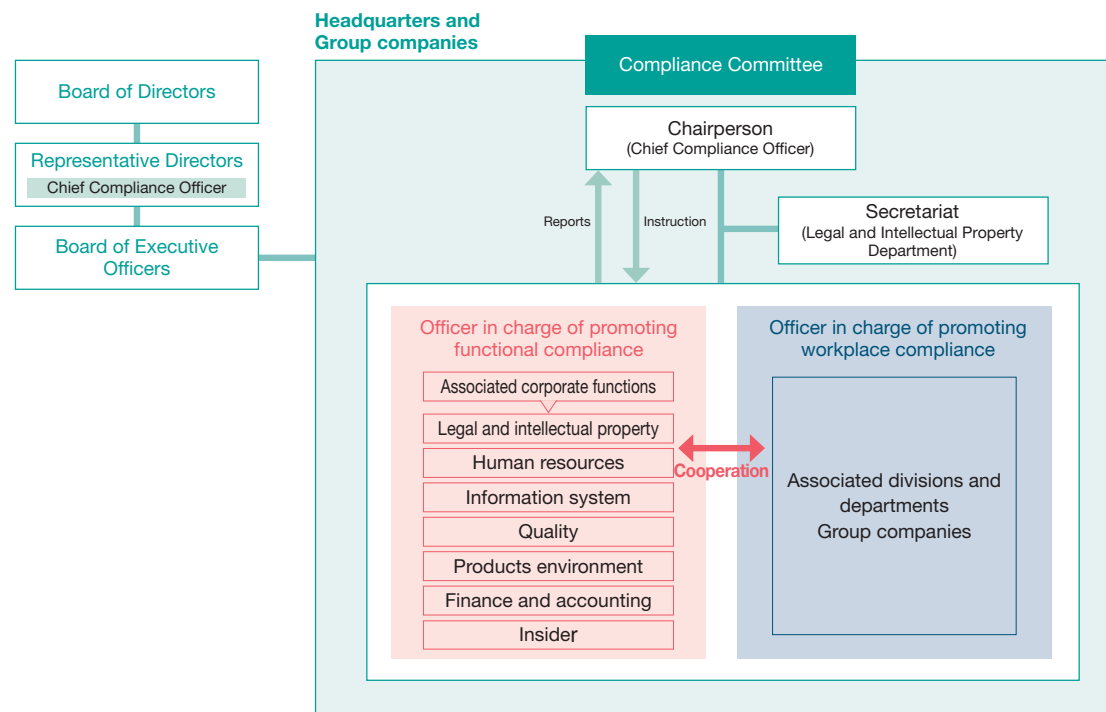 Headquarters and
Group companies
Board of Directors
Representative Directors
Chief Compliance Officer
Board of Executive
Officers
Compliance Committee
Chairperson
(Chief Compliance Officer)
Reports
Instruction
Secretariat
(Legal and Intellectual Property
Department)
Officer in charge of promoting
functional compliance
Associated corporate functions
Legal and intellectual property
Human resources
Information system
Quality
Products environment
Finance and accounting
Insider
Cooperation
Officer in charge of promoting
workplace compliance
Associated divisions and
departments
Group companies